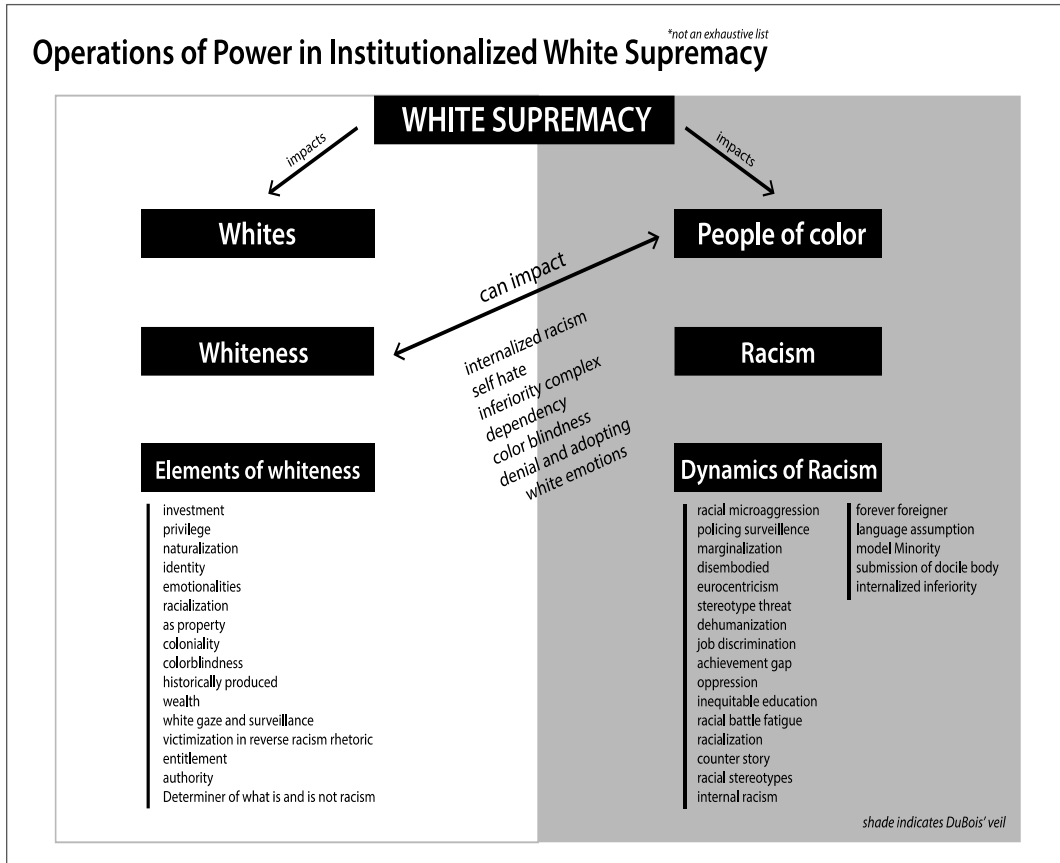 *not an exhaustive list
Operations of Power in Institutionalized White Supremacy
WHITE SUPREMACY
impacts
impacts
Whites
People of color
can impact
Whiteness
Racism
internalized racism
self hate
inferiority complex
dependency
color blindness
denial and adopting
white emotions
Elements of whiteness
investment
privilege
naturalization
identity
emotionalities
racialization
as property
coloniality
colorblindness
historically produced
wealth
white gaze and surveillance
victimization in reverse racism rhetoric
entitlement
authority
Determiner of what is and is not racism
Dynamics of Racism
racial microaggression
policing surveillence
marginalization
disembodied
eurocentricism
stereotype threat
dehumanization
job discrimination
achievement gap
oppression
inequitable education
racial battle fatigue
racialization
counter story
racial stereotypes
internal racism
forever foreigner
language assumption
model Minority
submission of docile body
internalized inferiority
shade indicates DuBois' veil